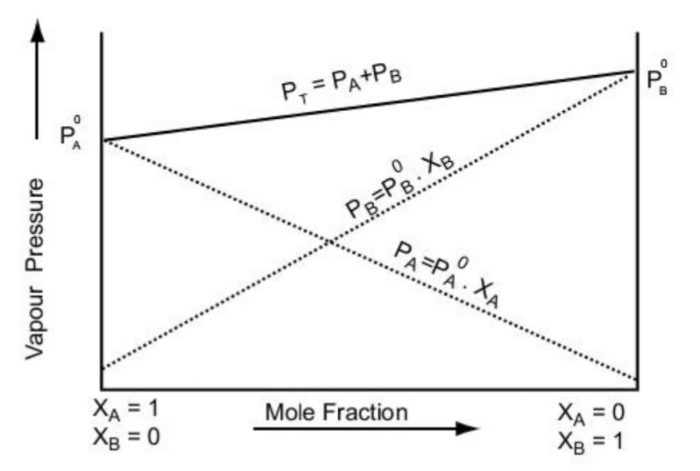 P_T = P_A+P_B
P_B^0
P_A^0
P_B=P_B^0 . X_B
P_A=P_A^0 . X_A
Vapour Pressure
X_A = 1
X_B = 0
Mole Fraction
X_A = 0
X_B = 1